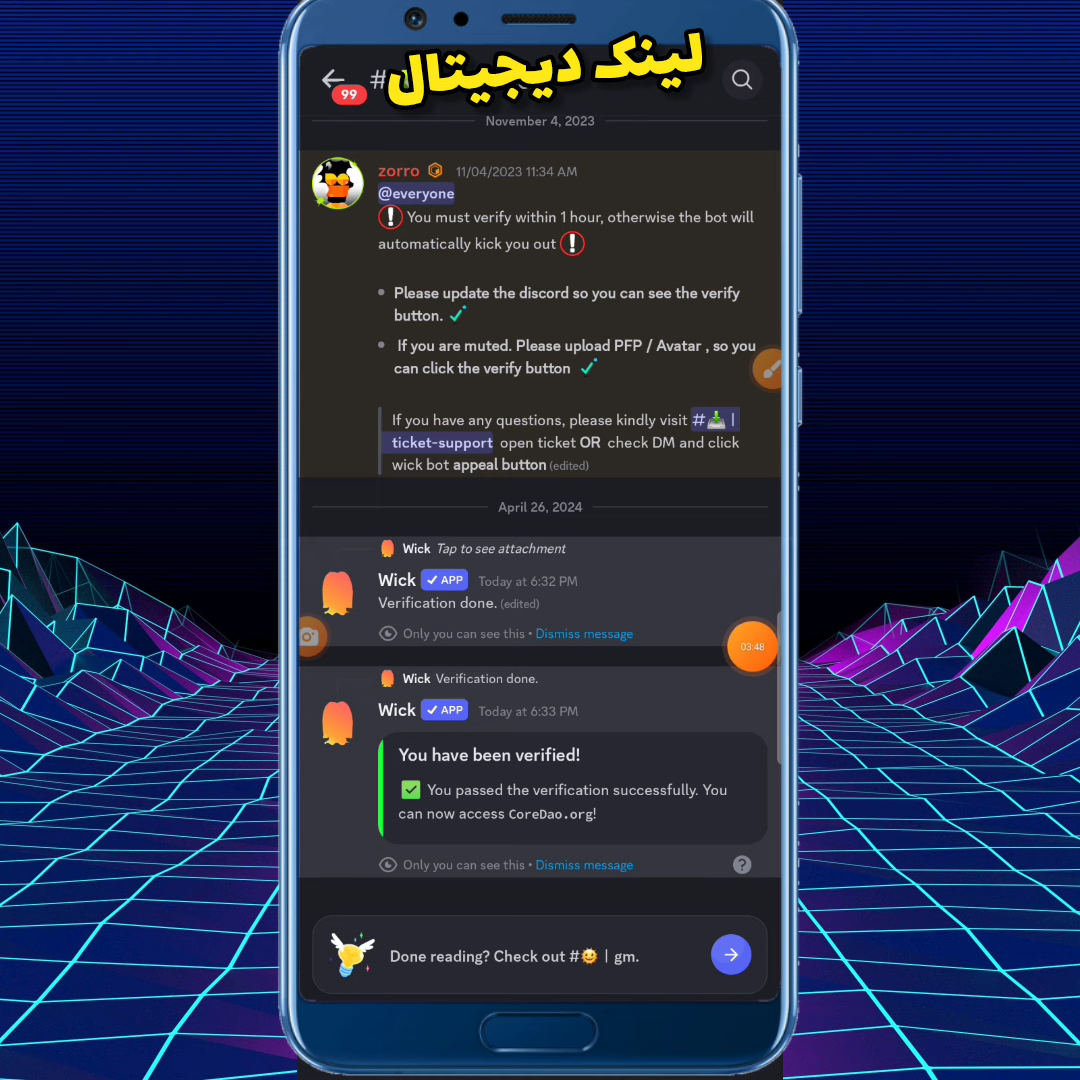 لینک دیجیتال
99
#
November 4, 2023
zorro 11/04/2023 11:34 AM
@everyone
❗ You must verify within 1 hour, otherwise the bot will
automatically kick you out ❗
• Please update the discord so you can see the verify
button. ✓
• If you are muted. Please upload PFP / Avatar , so you
can click the verify button ✓
If you have any questions, please kindly visit #📥 |
ticket-support open ticket OR check DM and click
wick bot appeal button (edited)
April 26, 2024
Wick Tap to see attachment
Wick ✓ APP Today at 6:32 PM
Verification done. (edited)
Only you can see this • Dismiss message
03:48
Wick Verification done.
Wick ✓ APP Today at 6:33 PM
You have been verified!
✅ You passed the verification successfully. You
can now access CoreDao.org!
Only you can see this • Dismiss message ?
Done reading? Check out #🌞 | gm.